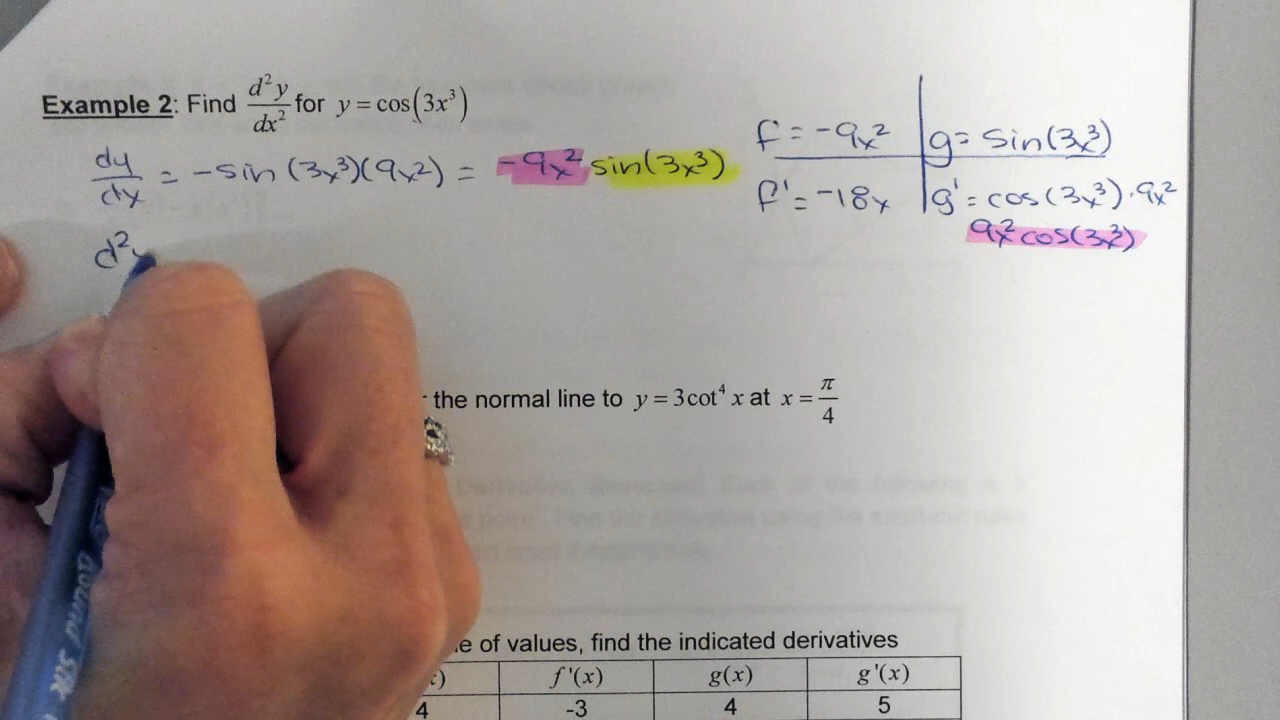 Example 2: Find d²y/dx² for y = cos(3x³)
dy/dx = -sin(3x³)(9x²) = -9x² sin(3x³)
f = -9x² g = sin(3x³)
f' = -18x g' = cos(3x³)·9x²
9x² cos(3x³)
d²y
the normal line to y = 3cot⁴ x at x = π/4
of values, find the indicated derivatives
f'(x) g(x) g'(x)
4 -3 4 5